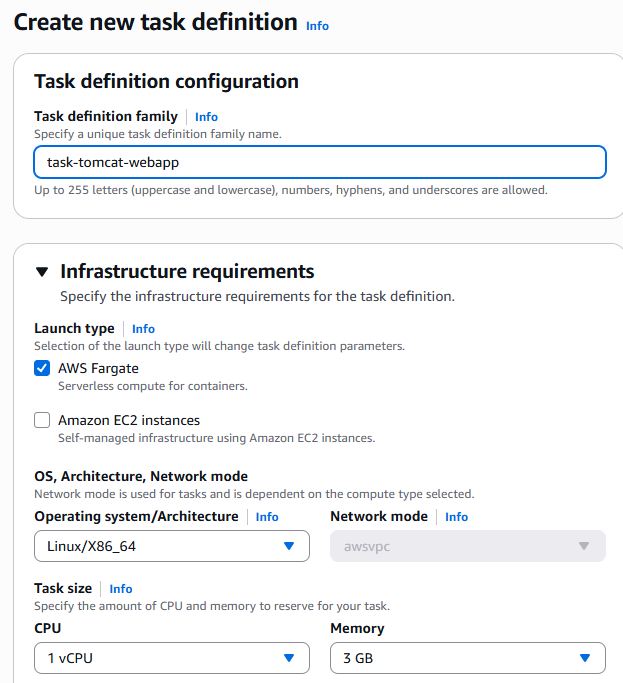 Create new task definition Info
Task definition configuration
Task definition family Info
Specify a unique task definition family name.
task-tomcat-webapp
Up to 255 letters (uppercase and lowercase), numbers, hyphens, and underscores are allowed.
Infrastructure requirements
Specify the infrastructure requirements for the task definition.
Launch type Info
Selection of the launch type will change task definition parameters.
AWS Fargate
Serverless compute for containers.
Amazon EC2 instances
Self-managed infrastructure using Amazon EC2 instances.
OS, Architecture, Network mode
Network mode is used for tasks and is dependent on the compute type selected.
Operating system/Architecture Info Network mode Info
Linux/X86_64 awsvpc
Task size Info
Specify the amount of CPU and memory to reserve for your task.
CPU Memory
1 vCPU 3 GB